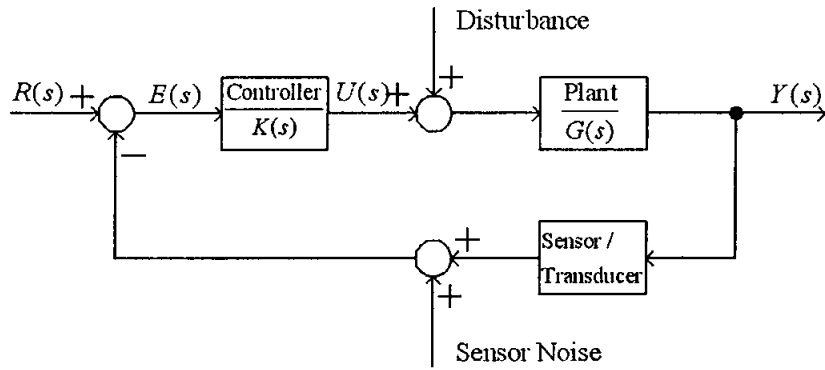 Disturbance
R(s) + E(s) Controller U(s) + + Plant Y(s)
K(s) G(s)
−
+ Sensor /
Transducer
+
Sensor Noise